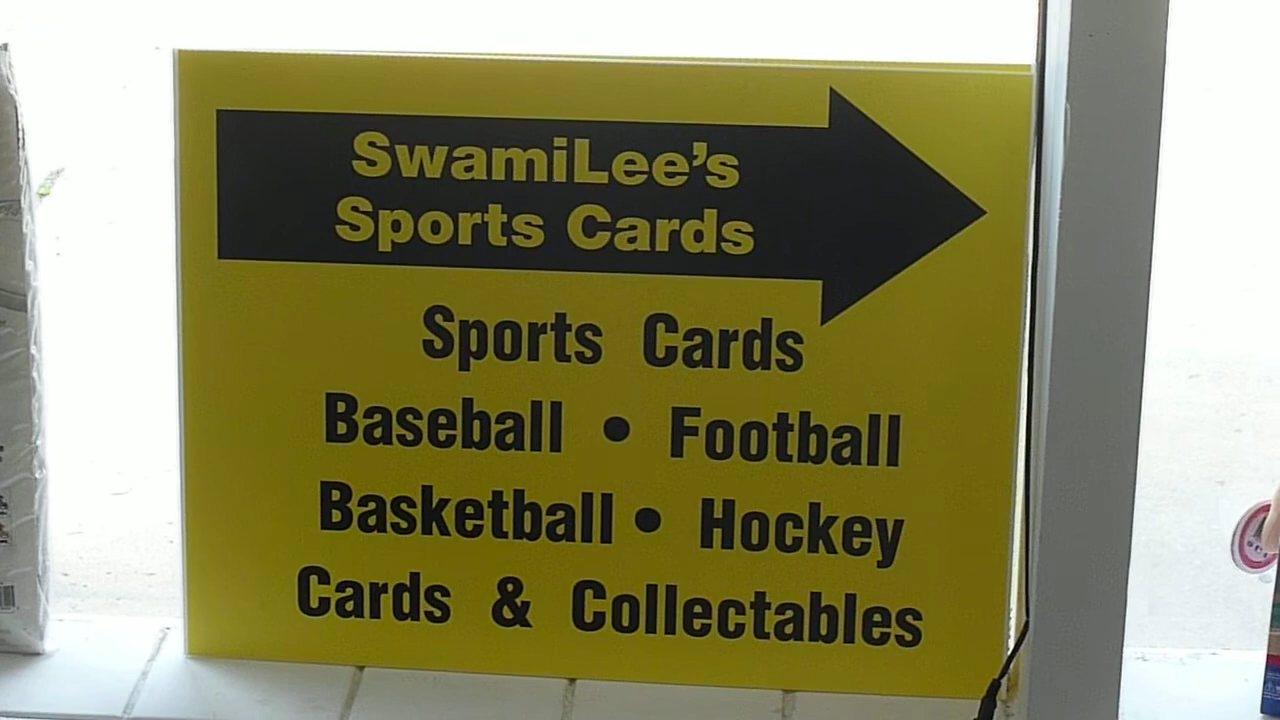 SwamiLee's
Sports Cards
Sports Cards
Baseball • Football
Basketball • Hockey
Cards & Collectables